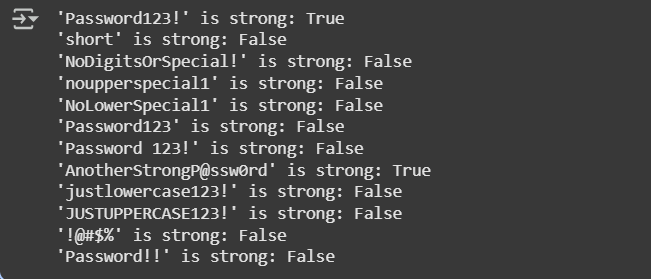 'Password123!' is strong: True
'short' is strong: False
'NoDigitsOrSpecial!' is strong: False
'noupperspecial1' is strong: False
'NoLowerSpecial1' is strong: False
'Password123' is strong: False
'Password 123!' is strong: False
'AnotherStrongP@ssw0rd' is strong: True
'justlowercase123!' is strong: False
'JUSTUPPERCASE123!' is strong: False
'!@#$%' is strong: False
'Password!!' is strong: False